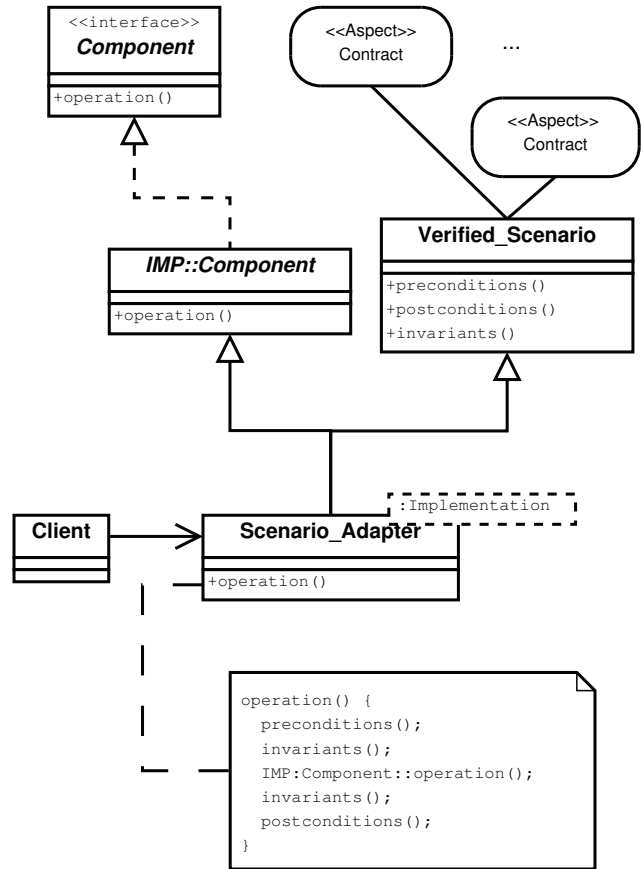 <<interface>>
Component
+operation()
<<Aspect>>
Contract
...
<<Aspect>>
Contract
IMP::Component
+operation()
Verified_Scenario
+preconditions()
+postconditions()
+invariants()
Client
:Implementation
Scenario_Adapter
+operation()
operation() {
preconditions();
invariants();
IMP:Component::operation();
invariants();
postconditions();
}